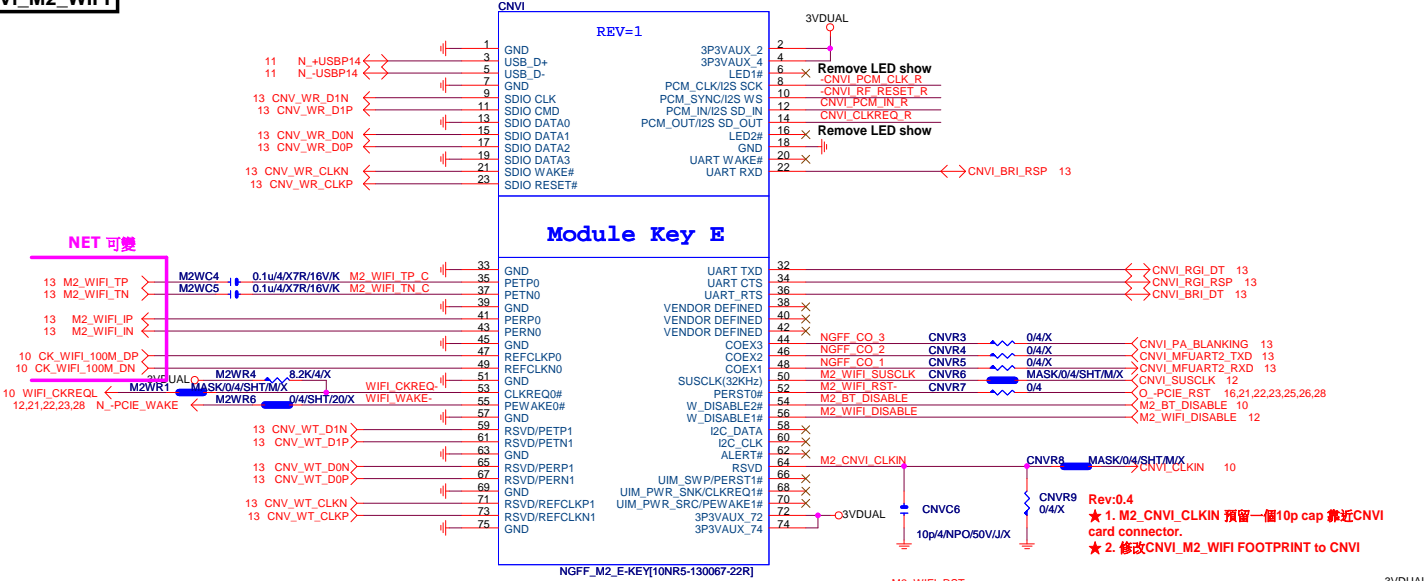 VI_M2_WIFI
CNVI
REV=1
3VDUAL
1 GND
3 USB_D+
5 USB_D-
7 GND
9 SDIO CLK
11 SDIO CMD
13 SDIO DATA0
15 SDIO DATA1
17 SDIO DATA2
19 SDIO DATA3
21 SDIO WAKE#
23 SDIO RESET#
11 N_+USBP14
11 N_-USBP14
13 CNV_WR_D1N
13 CNV_WR_D1P
13 CNV_WR_D0N
13 CNV_WR_D0P
13 CNV_WR_CLKN
13 CNV_WR_CLKP
3P3VAUX_2 2
3P3VAUX_4 4
LED1# 6 Remove LED show
PCM_CLK/I2S SCK 8 -CNVI_PCM_CLK_R
PCM_SYNC/I2S WS 10 -CNVI_RF_RESET_R
PCM_IN/I2S SD_IN 12 CNVI_PCM_IN_R
PCM_OUT/I2S SD_OUT 14 CNVI_CLKREQ_R
LED2# 16 Remove LED show
GND 18
UART WAKE# 20
UART RXD 22 CNVI_BRI_RSP 13
Module Key E
NET 可變
13 M2_WIFI_TP M2WC4 0.1u/4/X7R/16V/K M2_WIFI_TP_C
13 M2_WIFI_TN M2WC5 0.1u/4/X7R/16V/K M2_WIFI_TN_C
13 M2_WIFI_IP
13 M2_WIFI_IN
10 CK_WIFI_100M_DP
10 CK_WIFI_100M_DN
3VDUAL M2WR4 8.2K/4/X
10 WIFI_CKREQL M2WR1 MASK/0/4/SHT/M/X WIFI_CKREQ-
12,21,22,23,28 N_-PCIE_WAKE M2WR6 0/4/SHT/20/X WIFI_WAKE-
13 CNV_WT_D1N
13 CNV_WT_D1P
13 CNV_WT_D0N
13 CNV_WT_D0P
13 CNV_WT_CLKN
13 CNV_WT_CLKP
33 GND
35 PETP0
37 PETN0
39 GND
41 PERP0
43 PERN0
45 GND
47 REFCLKP0
49 REFCLKN0
51 GND
53 CLKREQ0#
55 PEWAKE0#
57 GND
59 RSVD/PETP1
61 RSVD/PETN1
63 GND
65 RSVD/PERP1
67 RSVD/PERN1
69 GND
71 RSVD/REFCLKP1
73 RSVD/REFCLKN1
75 GND
UART TXD 32 CNVI_RGI_DT 13
UART CTS 34 CNVI_RGI_RSP 13
UART_RTS 36 CNVI_BRI_DT 13
VENDOR DEFINED 38
VENDOR DEFINED 40
VENDOR DEFINED 42
COEX3 44 NGFF_CO_3 CNVR3 0/4/X CNVI_PA_BLANKING 13
COEX2 46 NGFF_CO_2 CNVR4 0/4/X CNVI_MFUART2_TXD 13
COEX1 48 NGFF_CO_1 CNVR5 0/4/X CNVI_MFUART2_RXD 13
SUSCLK(32KHz) 50 M2_WIFI_SUSCLK CNVR6 MASK/0/4/SHT/M/X CNVI_SUSCLK 12
PERST0# 52 M2_WIFI_RST- CNVR7 0/4 O_-PCIE_RST 16,21,22,23,25,26,28
W_DISABLE2# 54 M2_BT_DISABLE M2_BT_DISABLE 10
W_DISABLE1# 56 M2_WIFI_DISABLE M2_WIFI_DISABLE 12
I2C_DATA 58
I2C_CLK 60
ALERT# 62
RSVD 64 M2_CNVI_CLKIN CNVR8 MASK/0/4/SHT/M/X CNVI_CLKIN 10
UIM_SWP/PERST1# 66
UIM_PWR_SNK/CLKREQ1# 68
UIM_PWR_SRC/PEWAKE1# 70
3P3VAUX_72 72 3VDUAL
3P3VAUX_74 74
CNVC6
10p/4/NPO/50V/J/X
CNVR9
0/4/X
Rev:0.4
★ 1. M2_CNVI_CLKIN 預留一個10p cap 靠近CNVI
card connector.
★ 2. 修改CNVI_M2_WIFI FOOTPRINT to CNVI
NGFF_M2_E-KEY[10NR5-130067-22R]